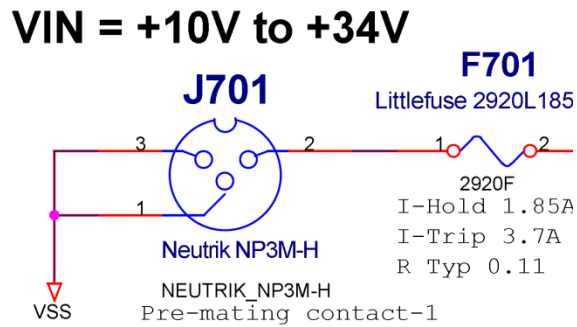 VIN = +10V to +34V
F701
J701
Littlefuse 2920L185
3
2
1
2
2920F
I-Hold 1.85A
1
I-Trip 3.7A
Neutrik NP3M-H
R Typ 0.11
NEUTRIK_NP3M-H
VSS
Pre-mating contact-1